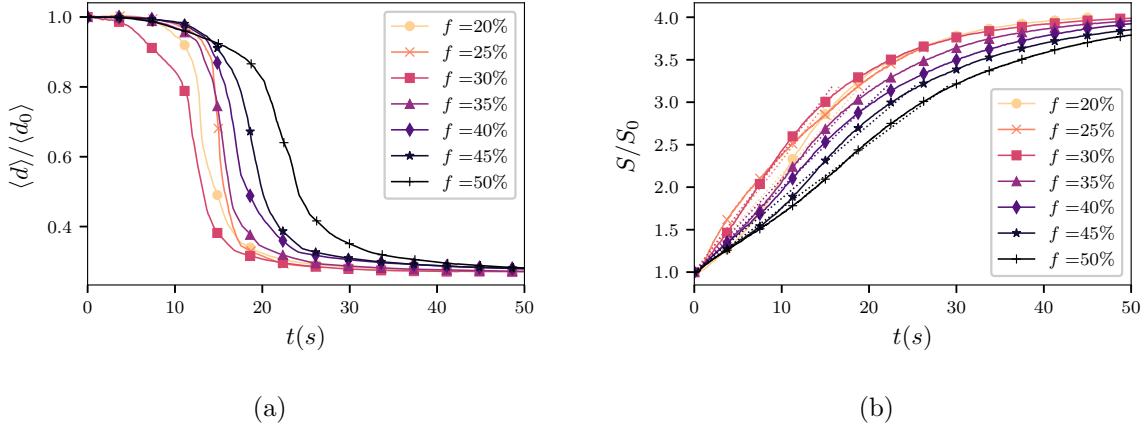 1.0
0.8
0.6
0.4
⟨d⟩/⟨d₀⟩
f =20%
f =25%
f =30%
f =35%
f =40%
f =45%
f =50%
0 10 20 30 40 50
t(s)
(a)
4.0
3.5
3.0
2.5
2.0
1.5
1.0
S/S₀
f =20%
f =25%
f =30%
f =35%
f =40%
f =45%
f =50%
0 10 20 30 40 50
t(s)
(b)